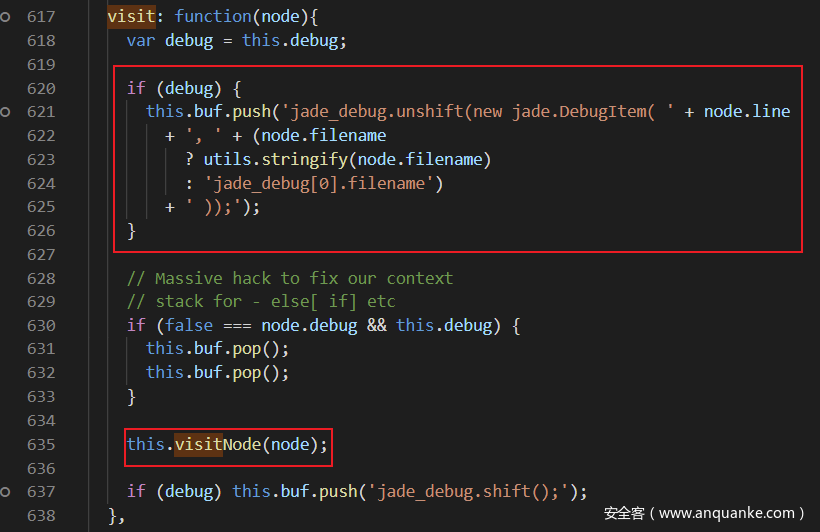 617 visit: function(node){
618 var debug = this.debug;
619
620 if (debug) {
621 this.buf.push('jade_debug.unshift(new jade.DebugItem( ' + node.line
622 + ', ' + (node.filename
623 ? utils.stringify(node.filename)
624 : 'jade_debug[0].filename')
625 + ' ));');
626 }
627
628 // Massive hack to fix our context
629 // stack for - else[ if] etc
630 if (false === node.debug && this.debug) {
631 this.buf.pop();
632 this.buf.pop();
633 }
634
635 this.visitNode(node);
636
637 if (debug) this.buf.push('jade_debug.shift();');
638 },
安全客（www.anquanke.com）